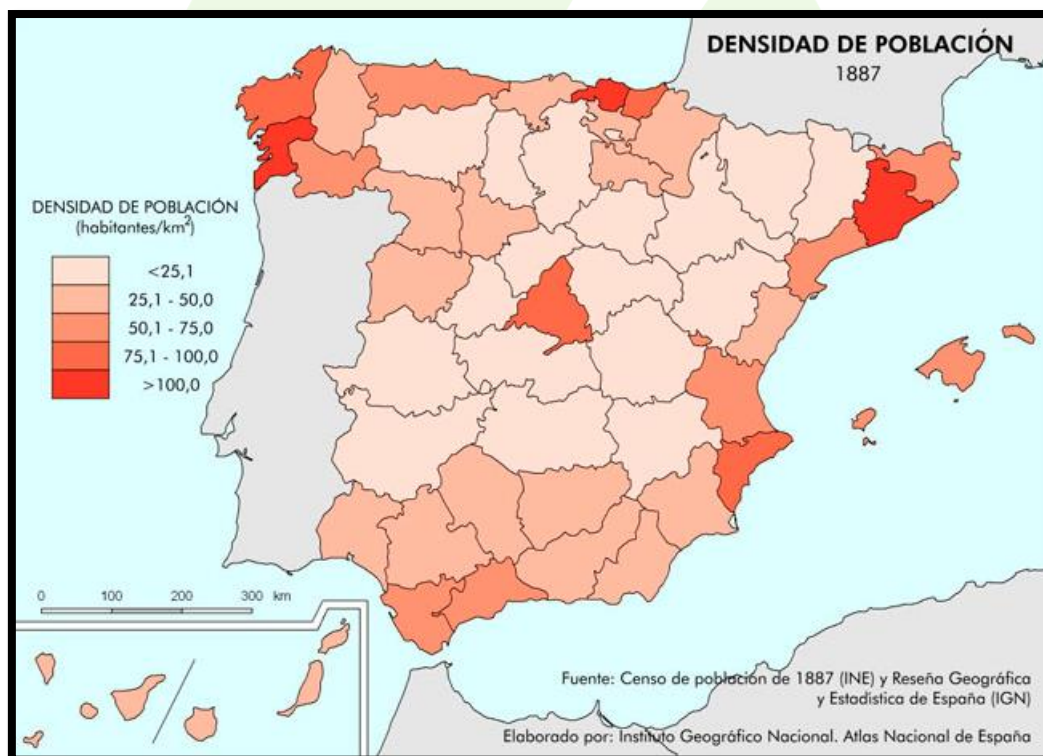 DENSIDAD DE POBLACIÓN
1887
DENSIDAD DE POBLACIÓN
(habitantes/km²)
<25,1
25,1 - 50,0
50,1 - 75,0
75,1 - 100,0
>100,0
0 100 200 300 km
Fuente: Censo de población de 1887 (INE) y Reseña Geográfica
y Estadistica de España (IGN)
Elaborado por: Instituto Geográfico Nacional. Atlas Nacional de España